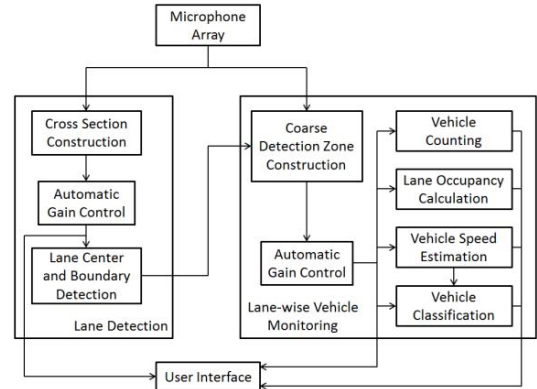 Microphone
Array
Cross Section
Construction
Automatic
Gain Control
Lane Center
and Boundary
Detection
Lane Detection
Coarse
Detection Zone
Construction
Automatic
Gain Control
Lane-wise Vehicle
Monitoring
Vehicle
Counting
Lane Occupancy
Calculation
Vehicle Speed
Estimation
Vehicle
Classification
User Interface